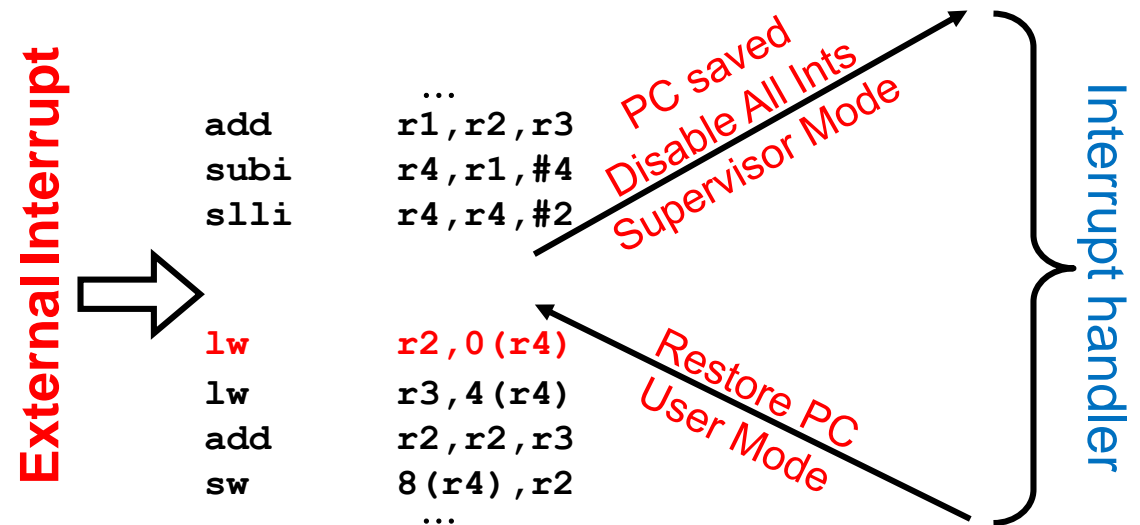 External Interrupt
…
add r1,r2,r3
subi r4,r1,#4
slli r4,r4,#2
PC saved
Disable All Ints
Supervisor Mode
lw r2,0(r4)
lw r3,4(r4)
add r2,r2,r3
sw 8(r4),r2
…
Restore PC
User Mode
Interrupt handler